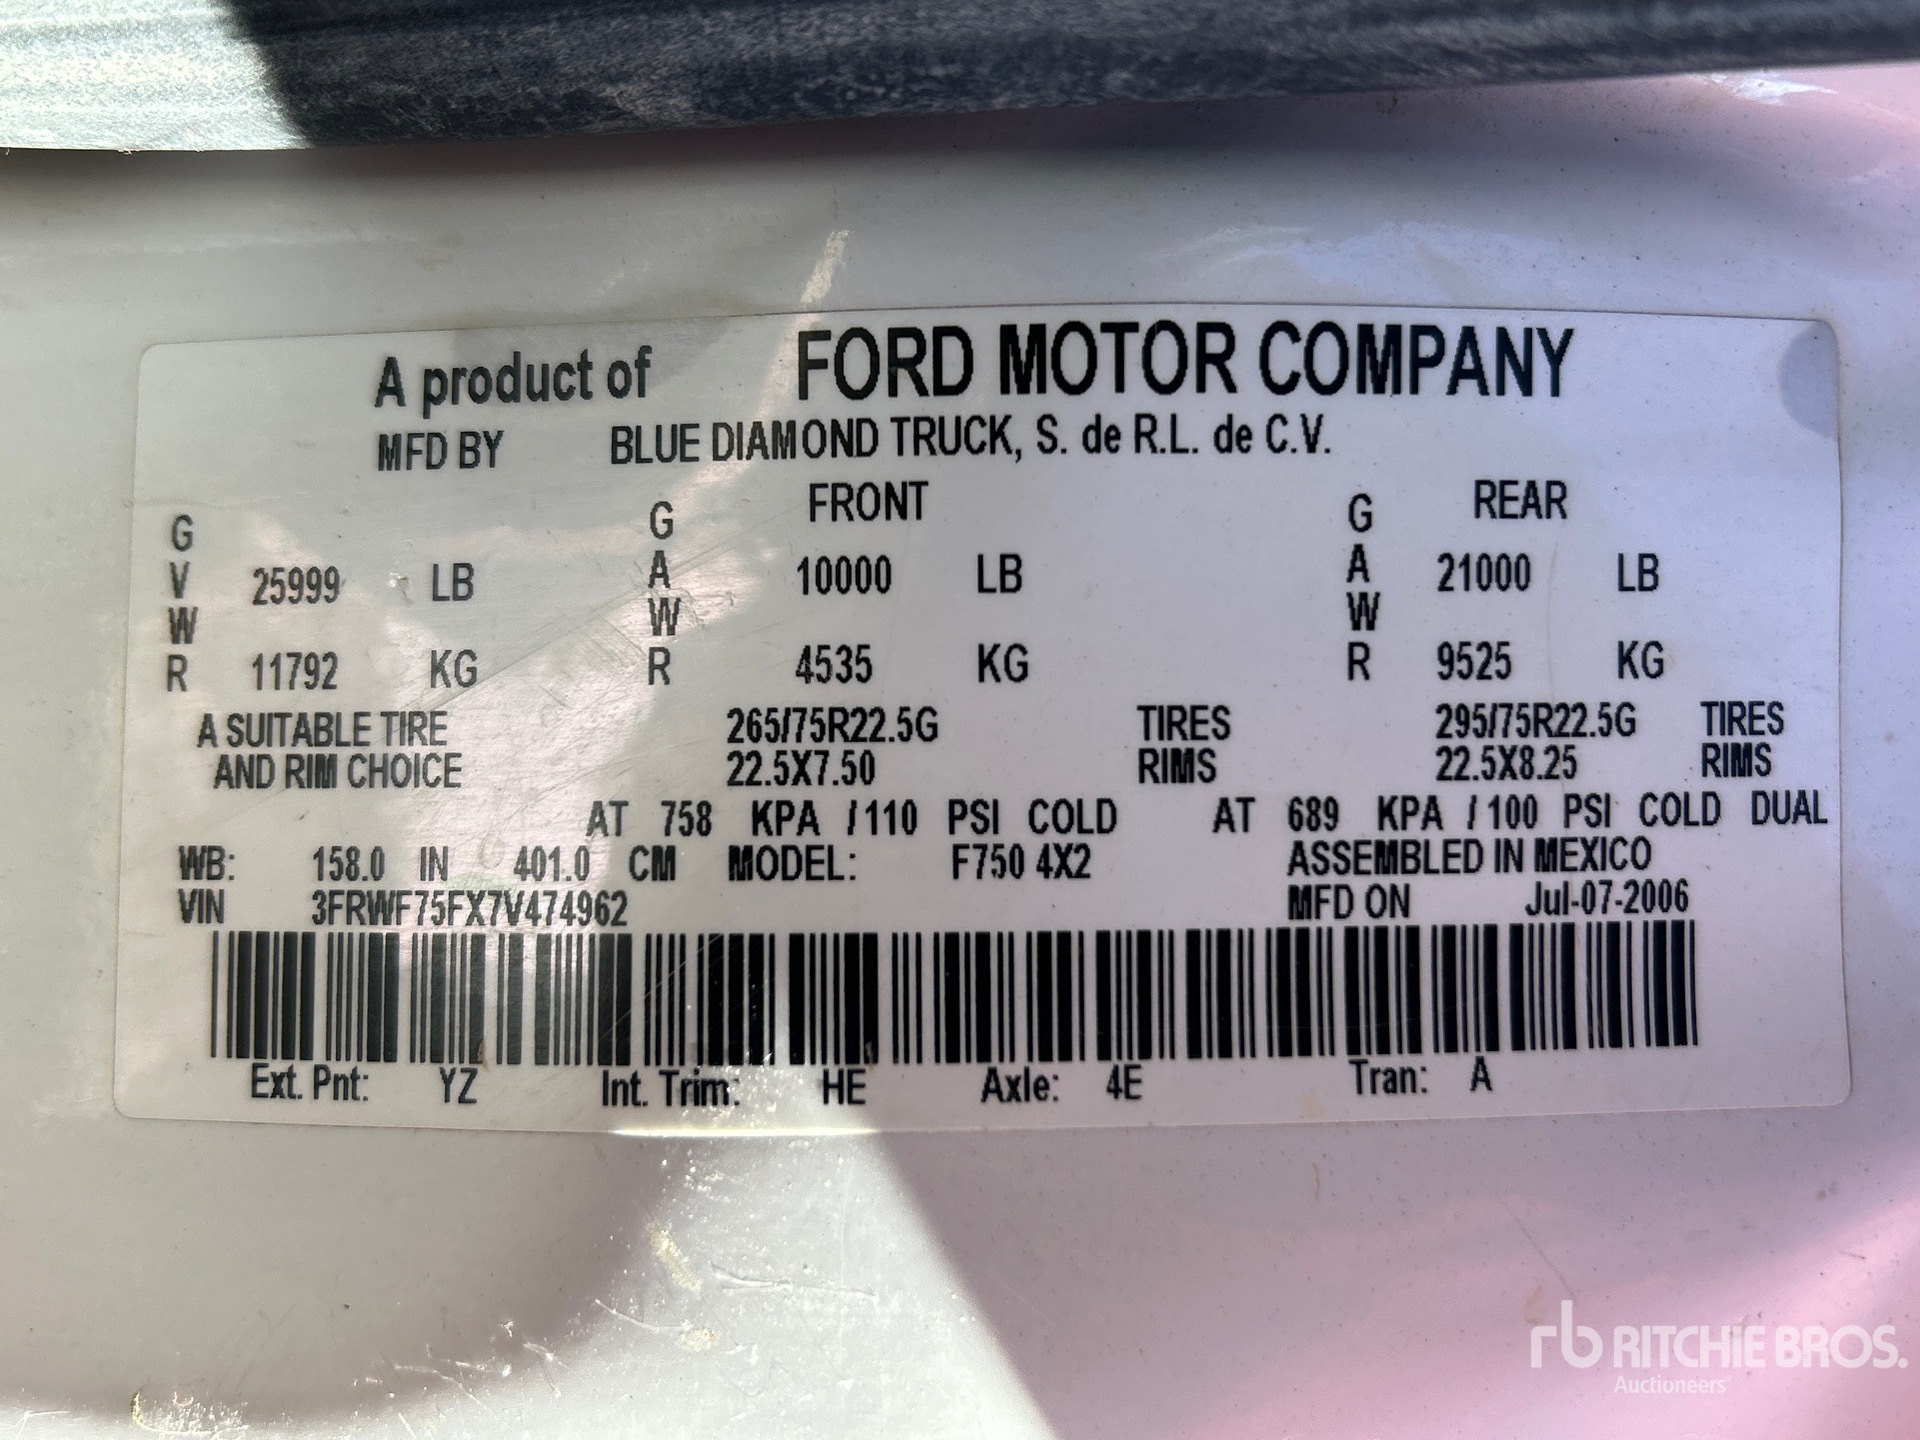 A product of FORD MOTOR COMPANY
MFD BY BLUE DIAMOND TRUCK, S. de R.L. de C.V.
GVWR 25999 LB 11792 KG
GAWR FRONT 10000 LB 4535 KG
GAWR REAR 21000 LB 9525 KG
A SUITABLE TIRE 265/75R22.5G TIRES 295/75R22.5G TIRES
AND RIM CHOICE 22.5X7.50 RIMS 22.5X8.25 RIMS
AT 758 KPA / 110 PSI COLD AT 689 KPA / 100 PSI COLD DUAL
WB: 158.0 IN 401.0 CM MODEL: F750 4X2 ASSEMBLED IN MEXICO
VIN 3FRWF75FX7V474962 MFD ON Jul-07-2006
Ext. Pnt: YZ Int. Trim: HE Axle: 4E Tran: A
rb RITCHIE BROS.
Auctioneers